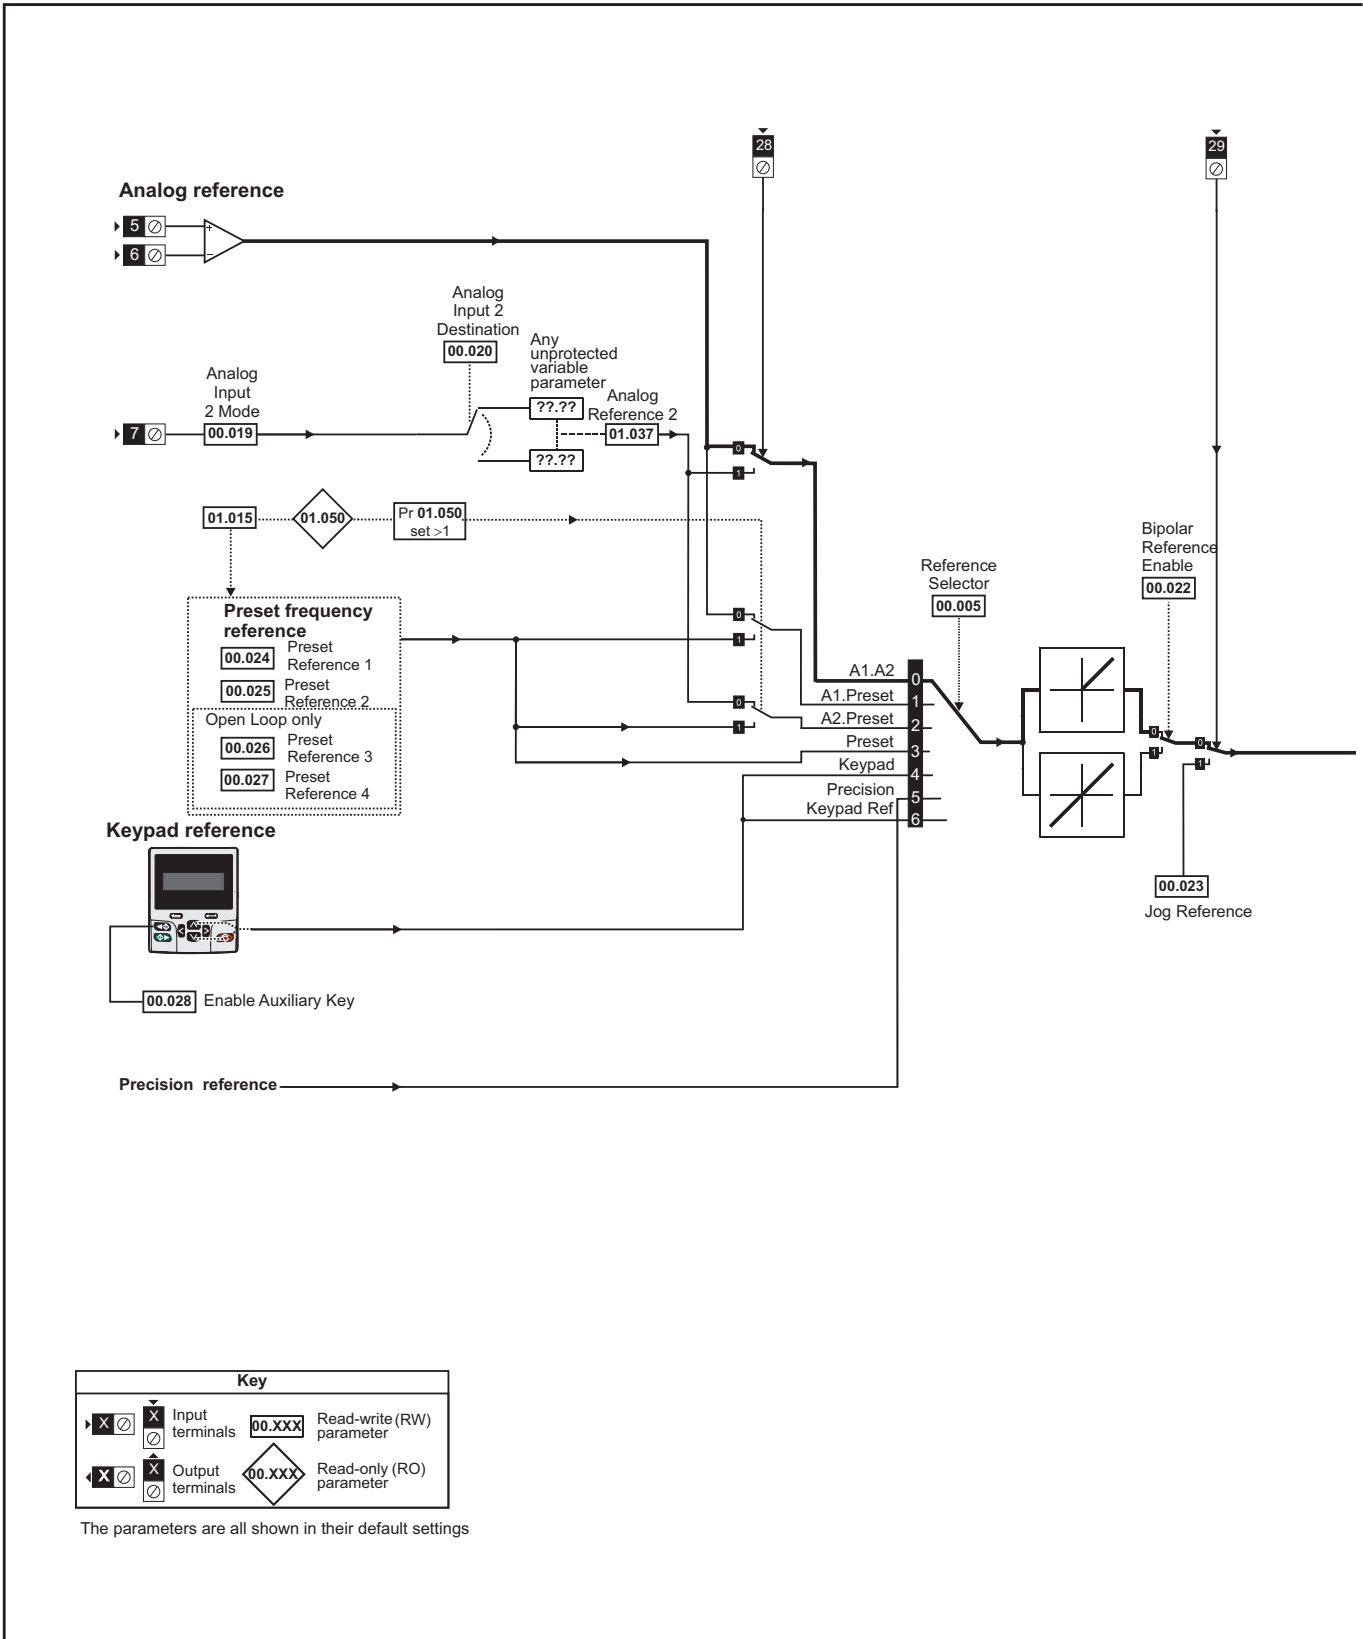 28
29
Analog reference
5
+
6
−
Analog
Input 2
Destination
00.020
Any
unprotected
variable
parameter
??.??
??.??
Analog
Input
2 Mode
7
00.019
Analog
Reference 2
01.037
0
1
01.015
01.050
Pr 01.050
set >1
Preset frequency
reference
00.024
Preset
Reference 1
00.025
Preset
Reference 2
Open Loop only
00.026
Preset
Reference 3
00.027
Preset
Reference 4
0
1
0
1
Reference
Selector
00.005
A1.A2
0
A1.Preset
1
A2.Preset
2
Preset
3
Keypad
4
Precision
5
Keypad Ref
6
Bipolar
Reference
Enable
00.022
0
1
0
1
00.023
Jog Reference
Keypad reference
00.028
Enable Auxiliary Key
Precision reference
Key
X
X
Input
terminals
00.XXX
Read-write (RW)
parameter
X
X
Output
terminals
00.XXX
Read-only (RO)
parameter
The parameters are all shown in their default settings